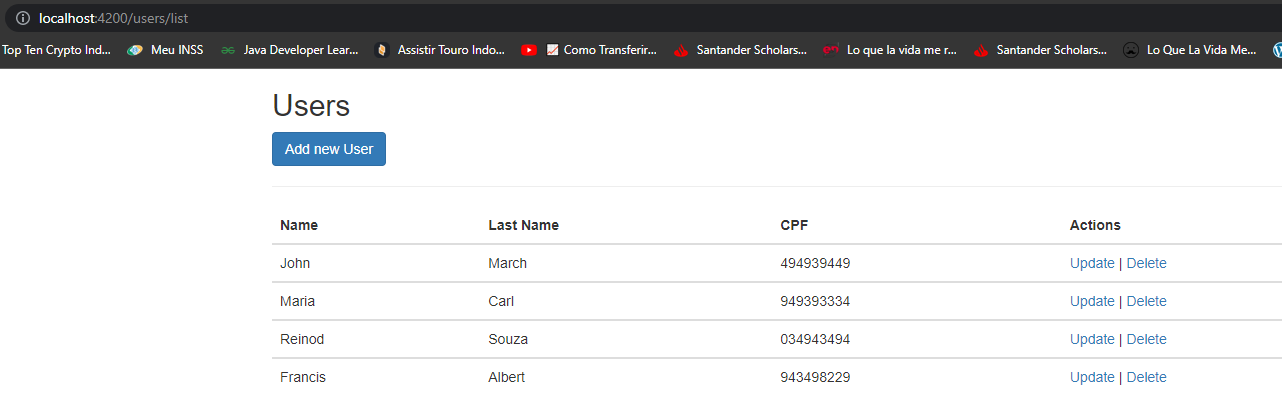 localhost:4200/users/list
Top Ten Crypto Ind... Meu INSS Java Developer Lear... Assistir Touro Indo... Como Transferir... Santander Scholars... Lo que la vida me r... Santander Scholars... Lo Que La Vida Me...
Users
Add new User
Name Last Name CPF Actions
John March 494939449 Update | Delete
Maria Carl 949393334 Update | Delete
Reinod Souza 034943494 Update | Delete
Francis Albert 943498229 Update | Delete